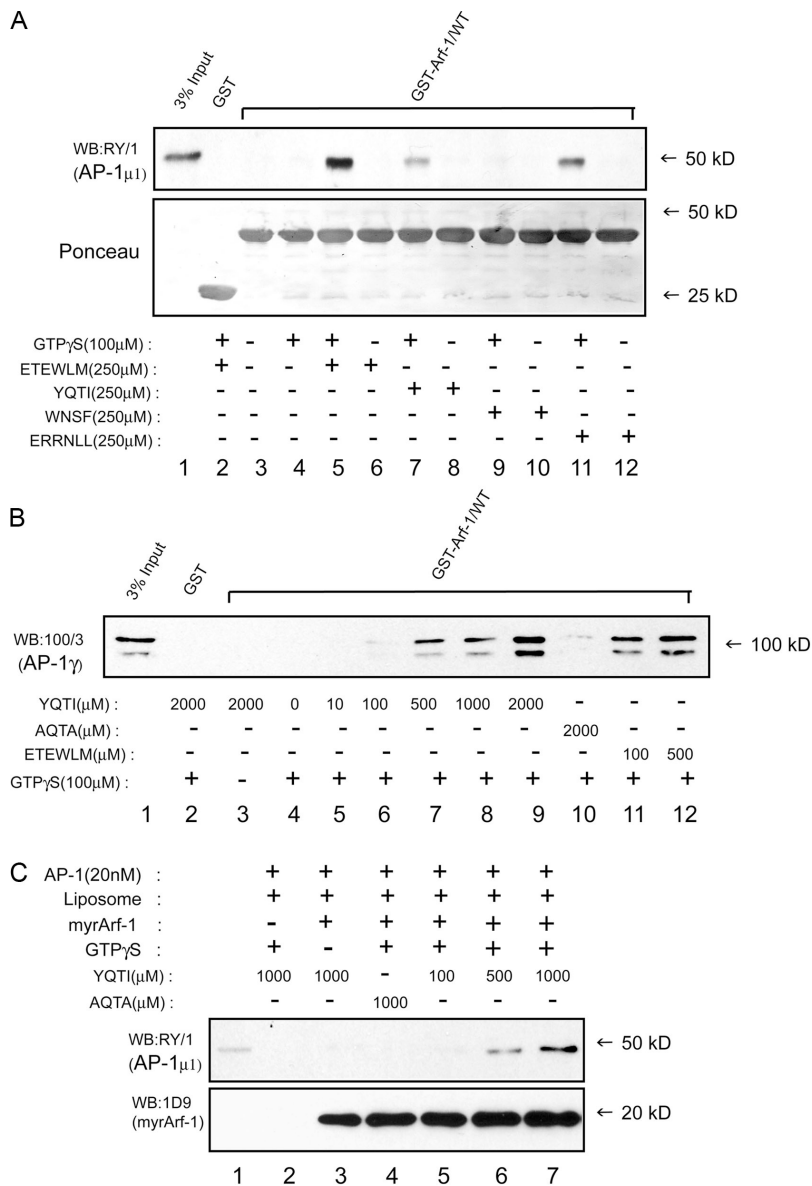 A
3% Input
GST
GST-Arf-1/WT
WB:RY/1
(AP-1μ1)
← 50 kD
← 50 kD
Ponceau
← 25 kD
GTPγS(100μM) : + - + + - + - + - + -
ETEWLM(250μM) : + - - + + - - - - - -
YQTI(250μM) : - - - - - + + - - - -
WNSF(250μM) : - - - - - - - + + - -
ERRNLL(250μM) : - - - - - - - - - + +
1 2 3 4 5 6 7 8 9 10 11 12
B
3% Input
GST
GST-Arf-1/WT
WB:100/3
(AP-1γ)
← 100 kD
YQTI(μM) : 2000 2000 0 10 100 500 1000 2000 - - -
AQTA(μM) : - - - - - - - - 2000 - -
ETEWLM(μM) : - - - - - - - - - 100 500
GTPγS(100μM) : + - + + + + + + + + +
1 2 3 4 5 6 7 8 9 10 11 12
C
AP-1(20nM) : + + + + + +
Liposome : + + + + + +
myrArf-1 : - + + + + +
GTPγS : + - + + + +
YQTI(μM) : 1000 1000 - 100 500 1000
AQTA(μM) : - - 1000 - - -
WB:RY/1
(AP-1μ1)
← 50 kD
WB:1D9
(myrArf-1)
← 20 kD
1 2 3 4 5 6 7